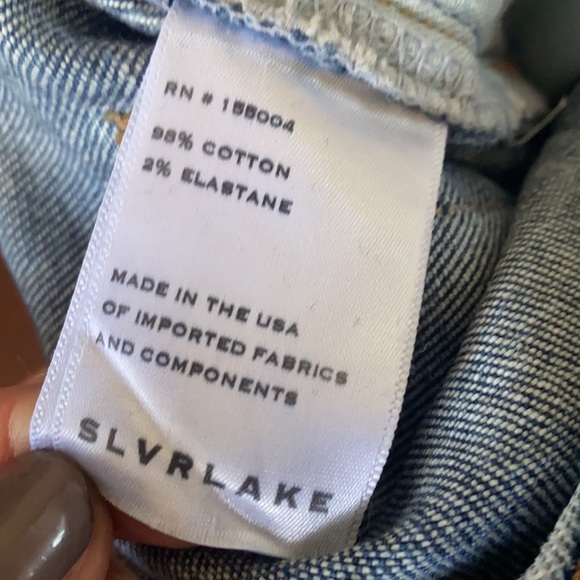 RN # 155004
98% COTTON
2% ELASTANE
MADE IN THE USA
OF IMPORTED FABRICS
AND COMPONENTS
SLVRLAKE